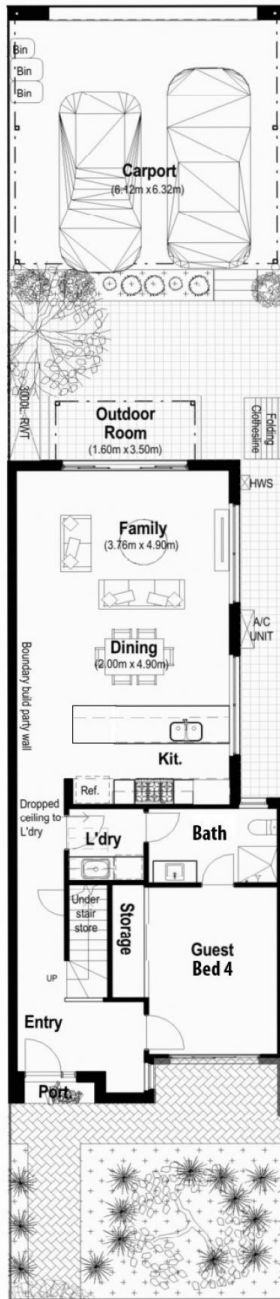 Bin
Bin
Bin
Carport
(6.12m x 6.32m)
3000L. RWT
Outdoor
Room
(1.60m x 3.50m)
Folding
Clothesline
HWS
Family
(3.76m x 4.90m)
A/C
UNIT
Dining
(2.00m x 4.90m)
Boundary build party wall
Kit.
Ref.
Dropped
ceiling to
L'dry
L'dry
Bath
Under
stair
store
Storage
Guest
Bed 4
UP
Entry
Port.